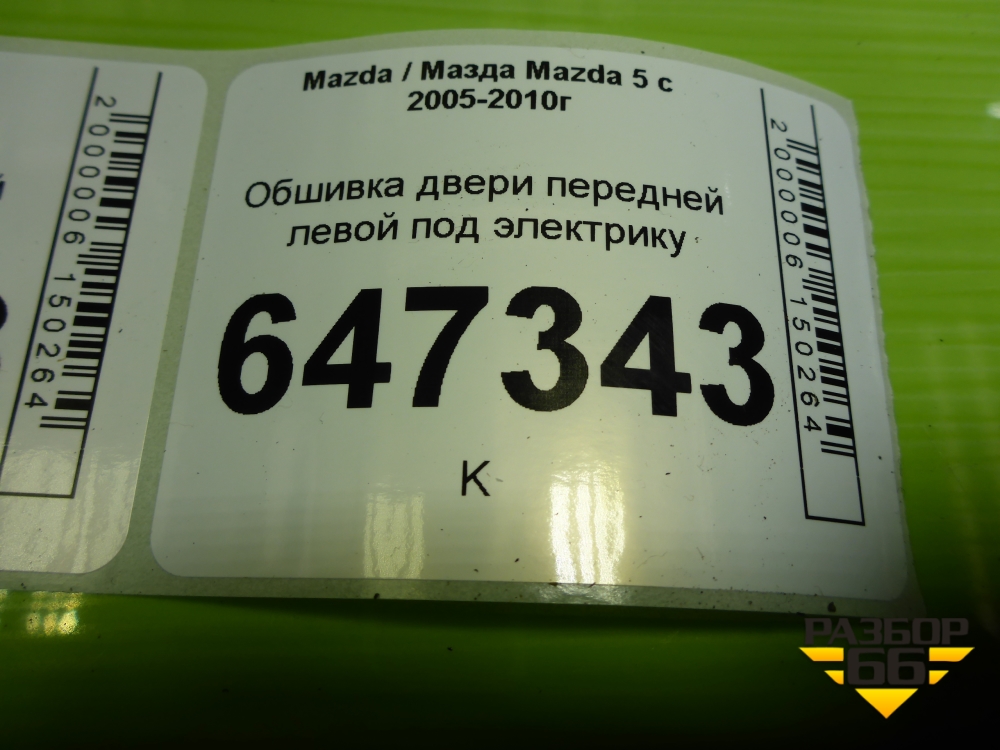 Mazda / Мазда Mazda 5 с
2005-2010г
Обшивка двери передней
левой под электрику
647343
К
2000006150264
2000006150264
РАЗБОР
66